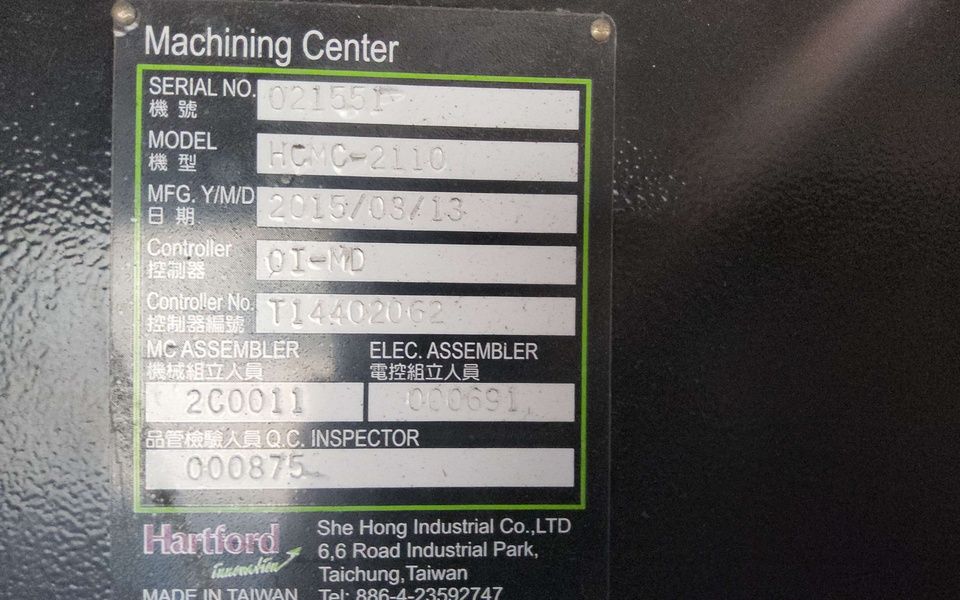 Machining Center
SERIAL NO. 021551
機號
MODEL HCMC-2110
機型
MFG. Y/M/D 2015/03/13
日期
Controller 0I-MD
控制器
Controller No. T14402062
控制器編號
MC ASSEMBLER ELEC. ASSEMBLER
機械組立人員 電控組立人員
2C0011 000691
品管檢驗人員 Q.C. INSPECTOR
000875
Hartford She Hong Industrial Co.,LTD
innovation 6,6 Road Industrial Park,
Taichung,Taiwan
MADE IN TAIWAN Tel: 886-4-23592747